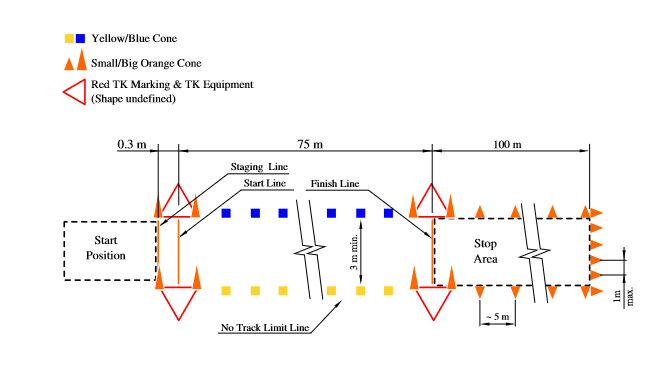 Yellow/Blue Cone
Small/Big Orange Cone
Red TK Marking & TK Equipment
(Shape undefined)
0.3 m
75 m
100 m
Staging Line
Start Line
Finish Line
Start
Position
3 m min.
Stop
Area
1m
max.
~ 5 m
No Track Limit Line